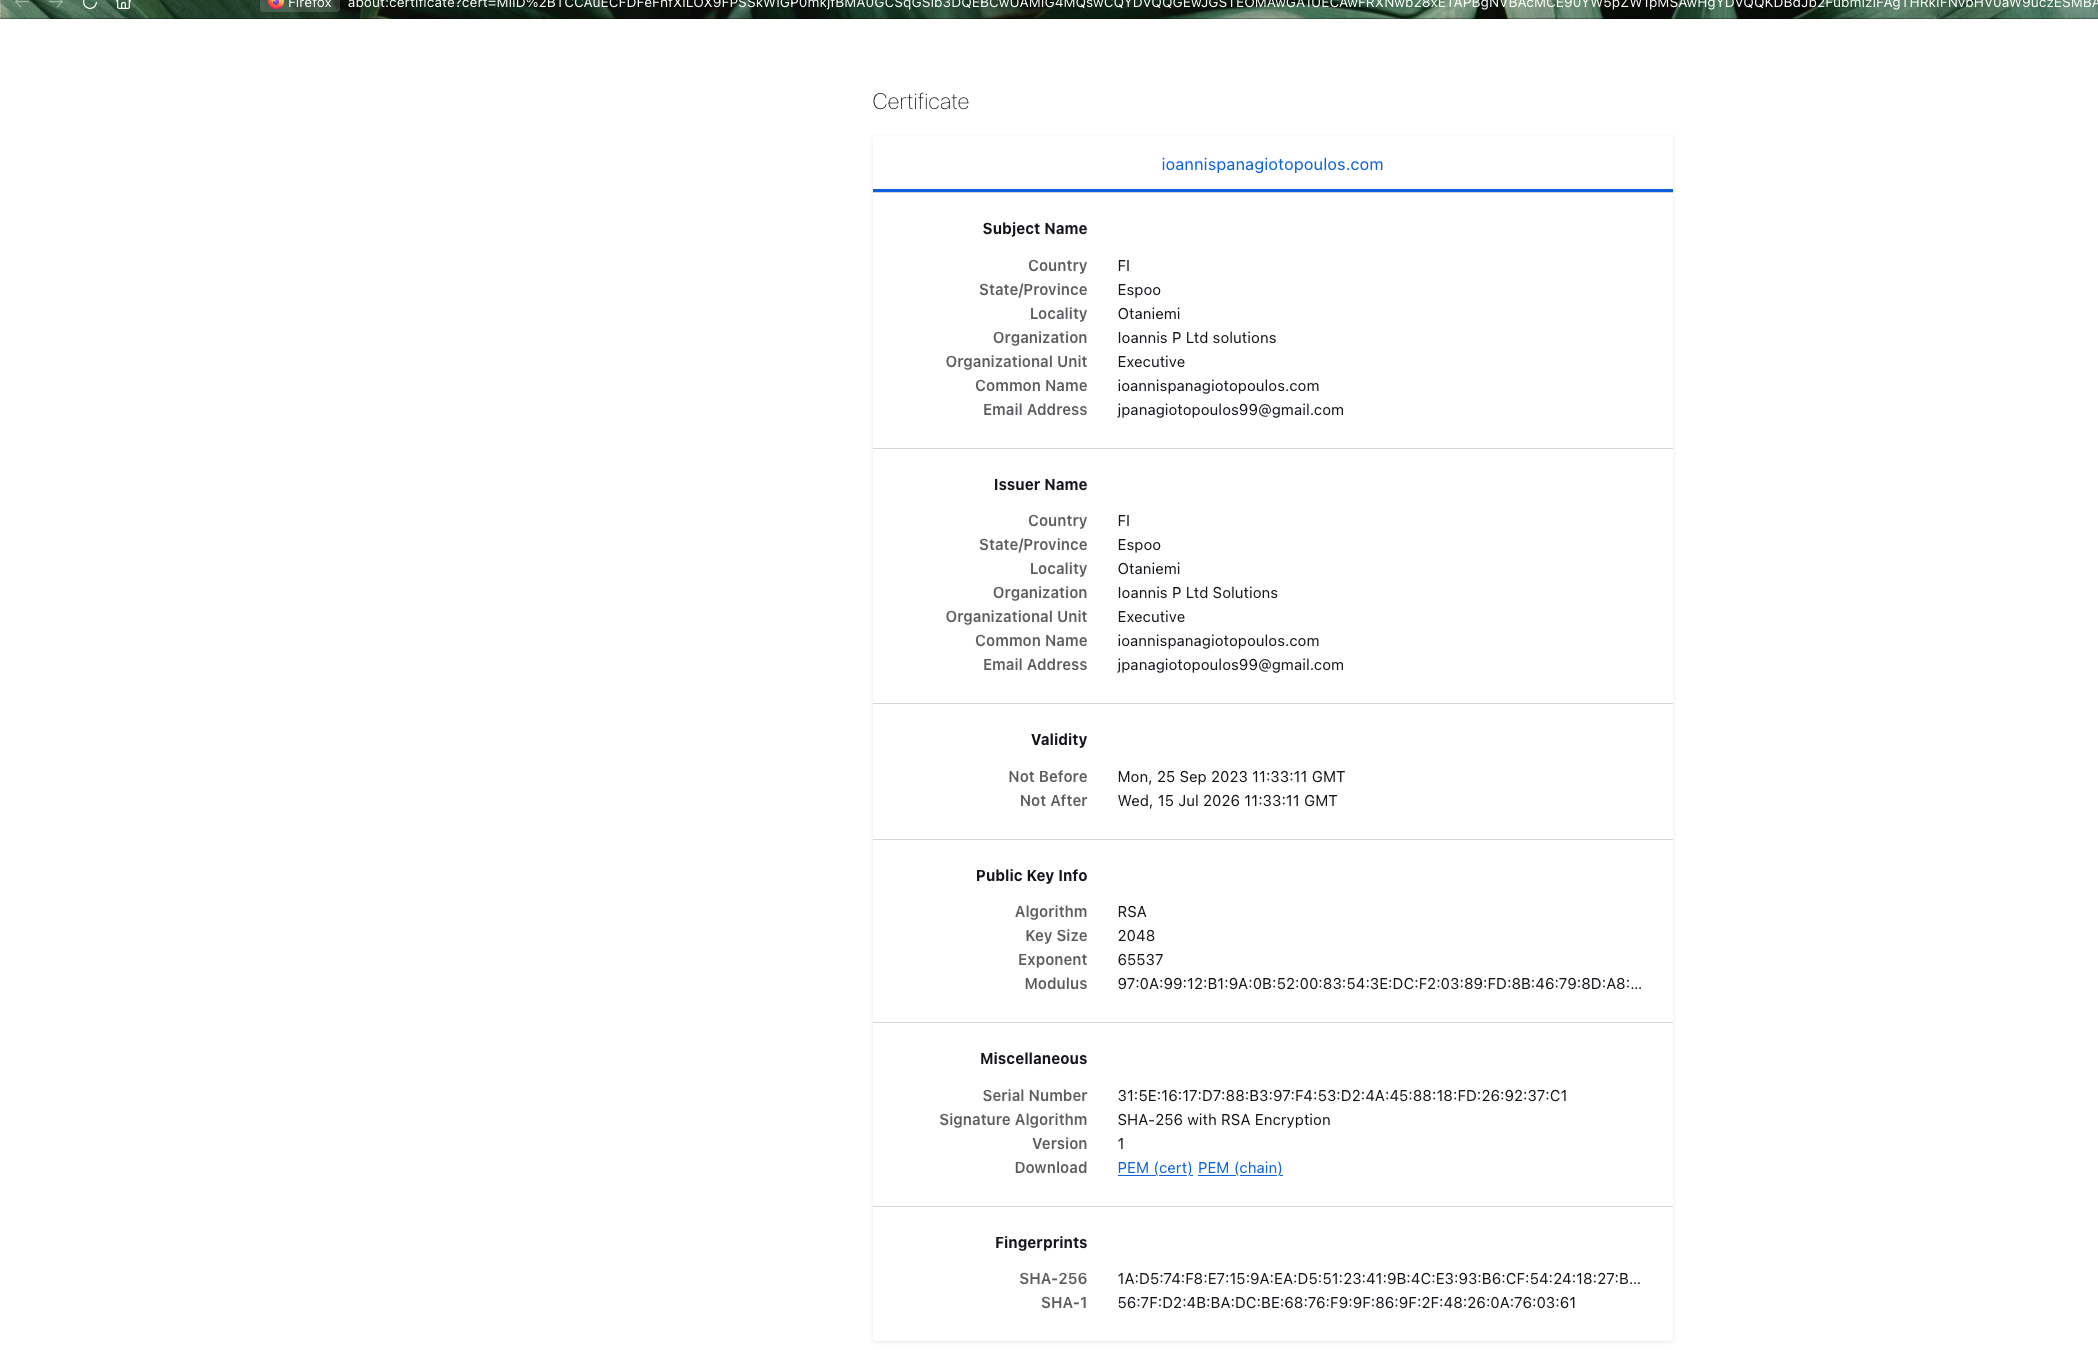 Firefox
Certificate
ioannispanagiotopoulos.com
Subject Name
Country FI
State/Province Espoo
Locality Otaniemi
Organization Ioannis P Ltd solutions
Organizational Unit Executive
Common Name ioannispanagiotopoulos.com
Email Address jpanagiotopoulos99@gmail.com
Issuer Name
Country FI
State/Province Espoo
Locality Otaniemi
Organization Ioannis P Ltd Solutions
Organizational Unit Executive
Common Name ioannispanagiotopoulos.com
Email Address jpanagiotopoulos99@gmail.com
Validity
Not Before Mon, 25 Sep 2023 11:33:11 GMT
Not After Wed, 15 Jul 2026 11:33:11 GMT
Public Key Info
Algorithm RSA
Key Size 2048
Exponent 65537
Modulus 97:0A:99:12:B1:9A:0B:52:00:83:54:3E:DC:F2:03:89:FD:8B:46:79:8D:A8:...
Miscellaneous
Serial Number 31:5E:16:17:D7:88:B3:97:F4:53:D2:4A:45:88:18:FD:26:92:37:C1
Signature Algorithm SHA-256 with RSA Encryption
Version 1
Download PEM (cert) PEM (chain)
Fingerprints
SHA-256 1A:D5:74:F8:E7:15:9A:EA:D5:51:23:41:9B:4C:E3:93:B6:CF:54:24:18:27:B...
SHA-1 56:7F:D2:4B:BA:DC:BE:68:76:F9:9F:86:9F:2F:48:26:0A:76:03:61